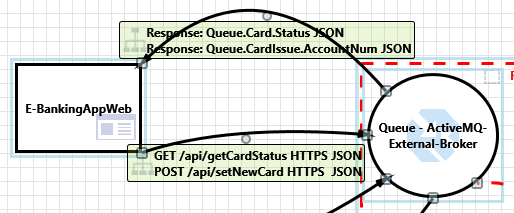 Response: Queue.Card.Status JSON
Response: Queue.CardIssue.AccountNum JSON
E-BankingAppWeb
Queue - ActiveMQ-
External-Broker
GET /api/getCardStatus HTTPS JSON
POST /api/setNewCard HTTPS  JSON